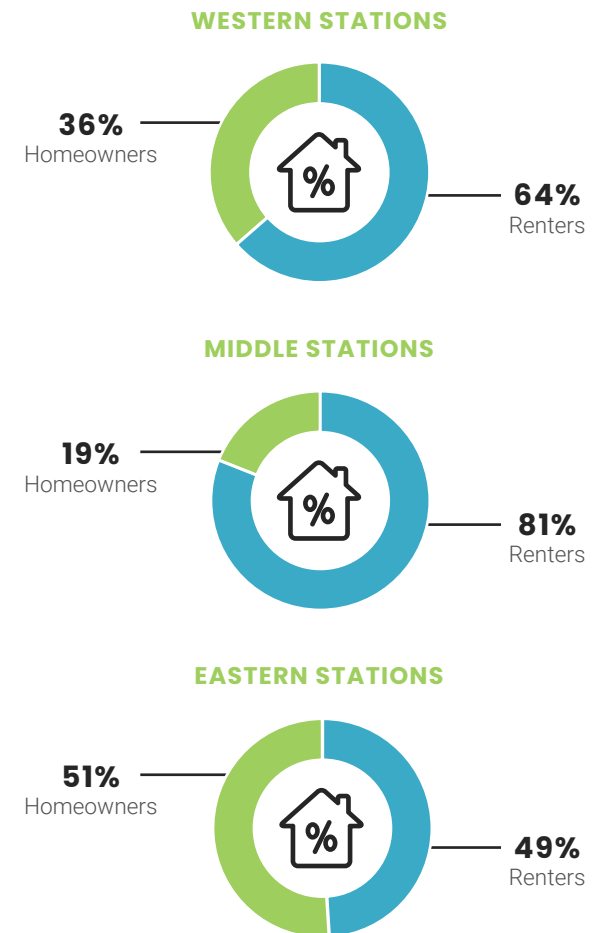 WESTERN STATIONS
36%
Homeowners
%
64%
Renters
MIDDLE STATIONS
19%
Homeowners
%
81%
Renters
EASTERN STATIONS
51%
Homeowners
%
49%
Renters